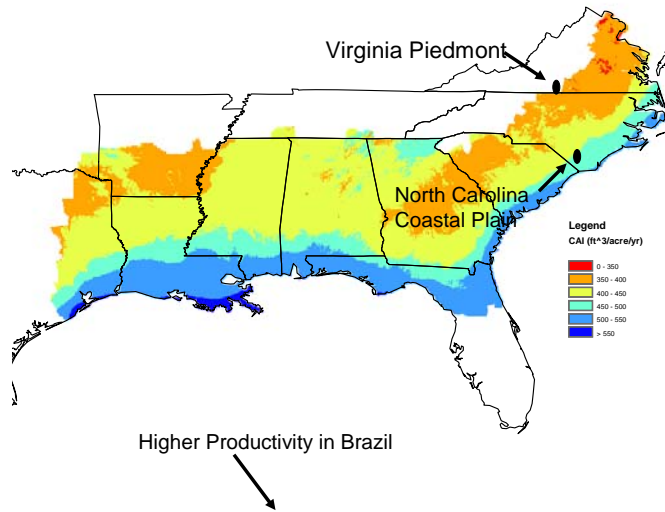 Virginia Piedmont
North Carolina
Coastal Plain
Legend
CAI (ft^3/acre/yr)
0 - 350
350 - 400
400 - 450
450 - 500
500 - 550
> 550
Higher Productivity in Brazil